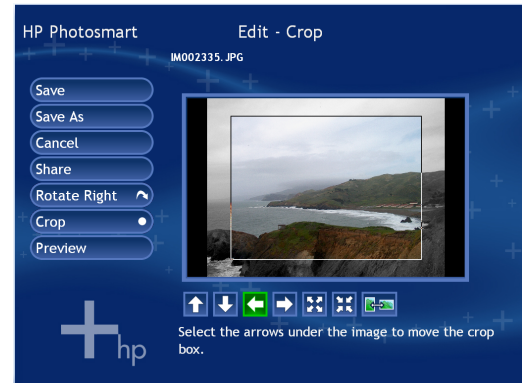 HP Photosmart
Edit - Crop
IM002335.JPG
Save
Save As
Cancel
Share
Rotate Right
Crop
Preview
hp
Select the arrows under the image to move the crop
box.